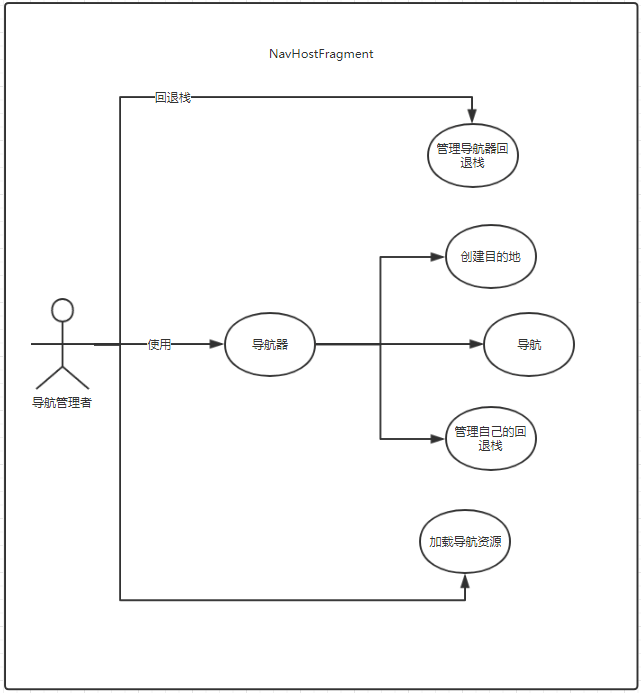 NavHostFragment
回退栈
管理导航器回
退栈
创建目的地
使用
导航器
导航
导航管理者
管理自己的回
退栈
加载导航资源